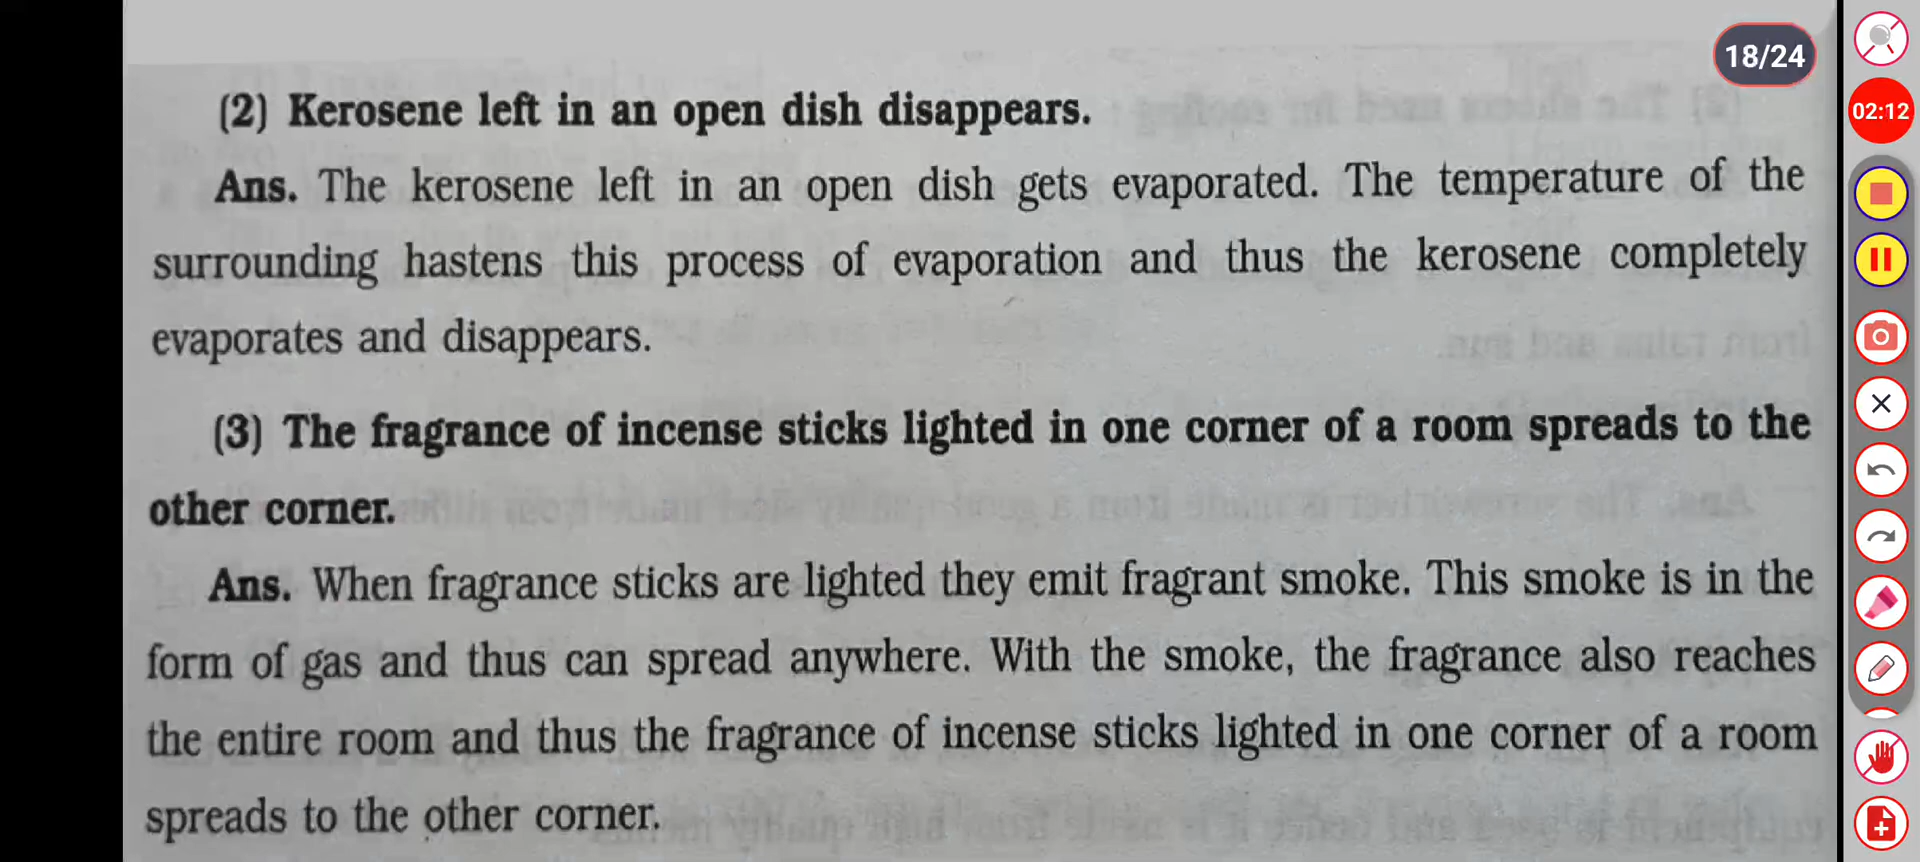 18/24
02:12
(2) Kerosene left in an open dish disappears.
Ans. The kerosene left in an open dish gets evaporated. The temperature of the
surrounding hastens this process of evaporation and thus the kerosene completely
evaporates and disappears.
(3) The fragrance of incense sticks lighted in one corner of a room spreads to the
other corner.
Ans. When fragrance sticks are lighted they emit fragrant smoke. This smoke is in the
form of gas and thus can spread anywhere. With the smoke, the fragrance also reaches
the entire room and thus the fragrance of incense sticks lighted in one corner of a room
spreads to the other corner.